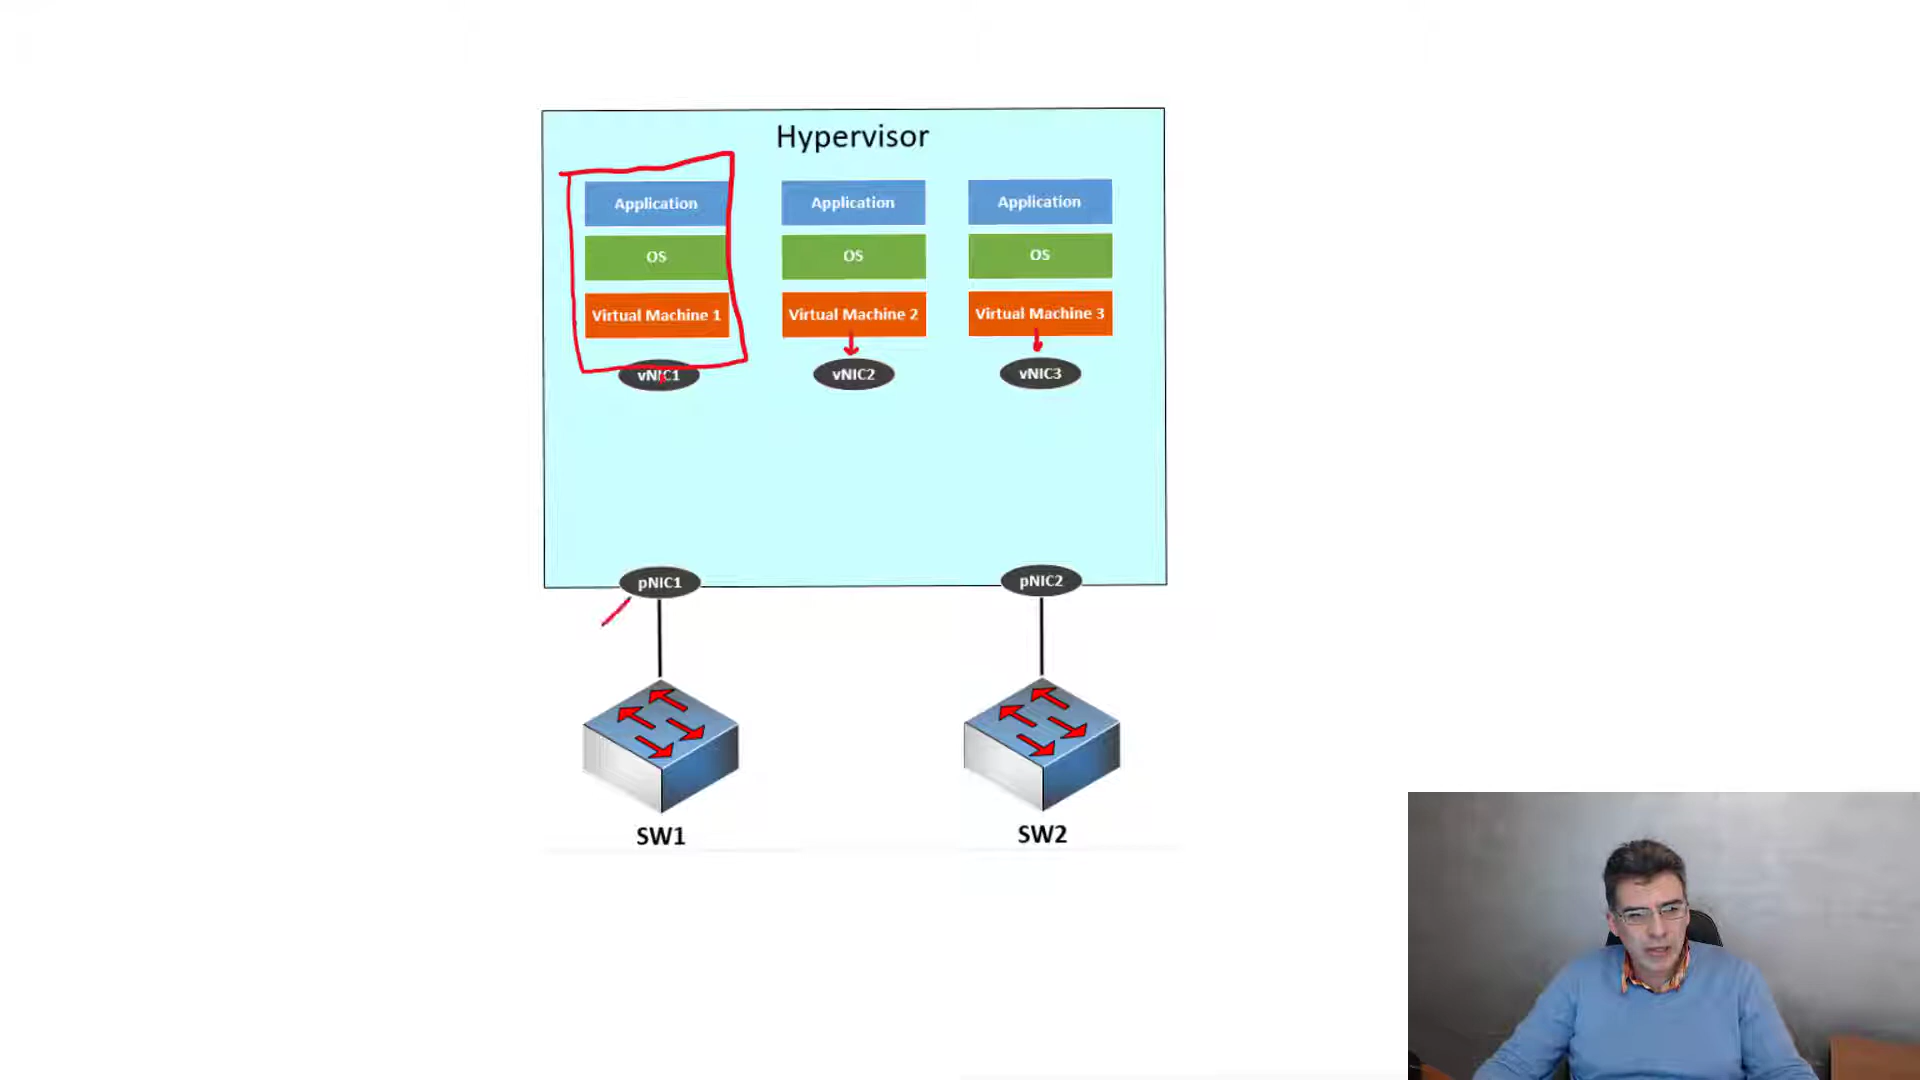 Hypervisor
Application Application Application
OS OS OS
Virtual Machine 1 Virtual Machine 2 Virtual Machine 3
vNIC1 vNIC2 vNIC3
pNIC1 pNIC2
SW1 SW2